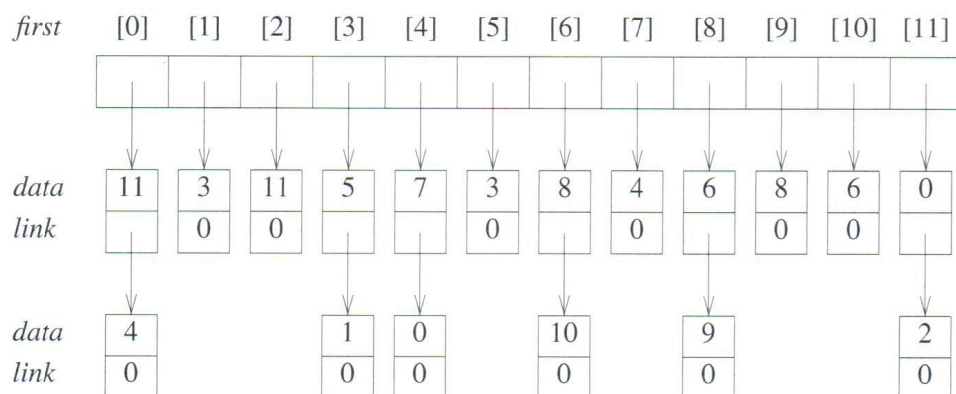 first [0] [1] [2] [3] [4] [5] [6] [7] [8] [9] [10] [11]
data 11 3 11 5 7 3 8 4 6 8 6 0
link 0 0 0 0 0 0
data 4 1 0 10 9 2
link 0 0 0 0 0 0